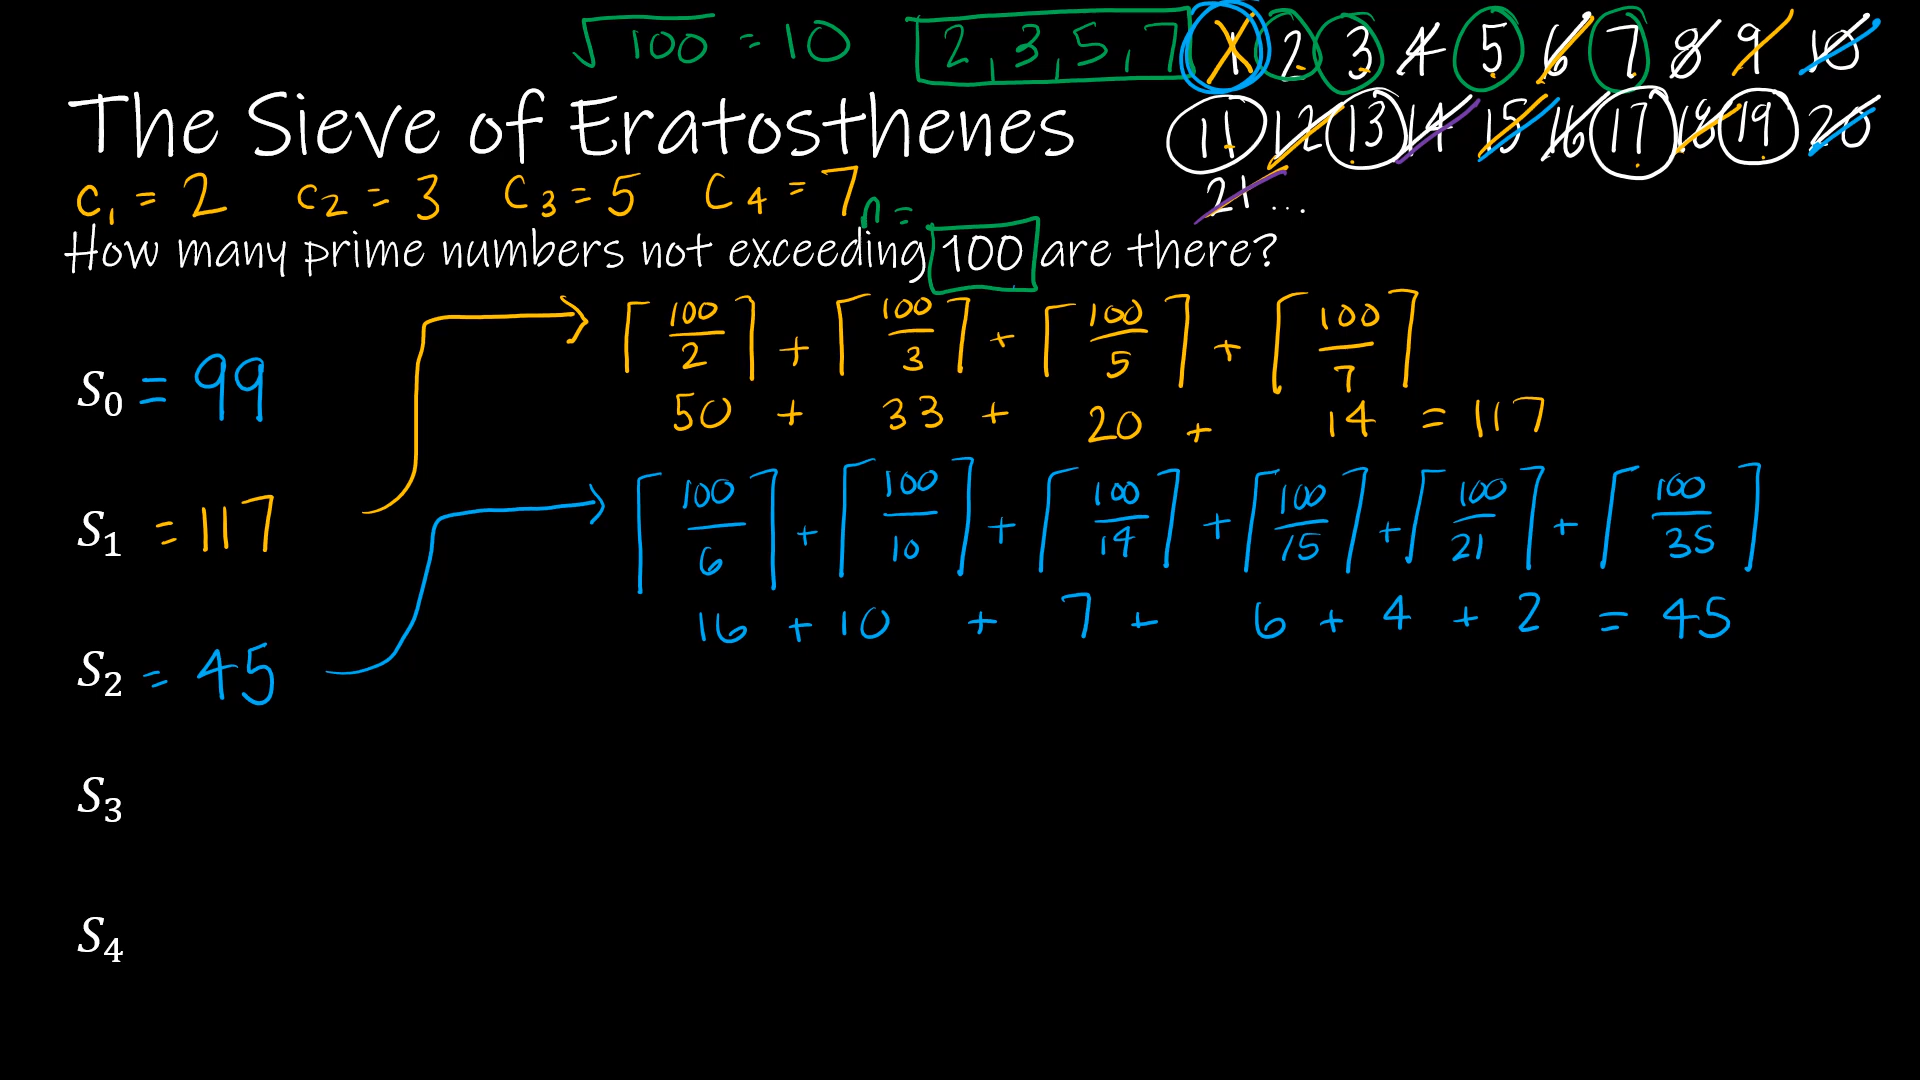 √100 = 10 2, 3, 5, 7 1 2 3 4 5 6 7 8 9 10
The Sieve of Eratosthenes 11 12 13 14 15 16 17 18 19 20
c₁ = 2 c₂ = 3 c₃ = 5 c₄ = 7 21 ...
n =
How many prime numbers not exceeding 100 are there?
⌈100/2⌉ + ⌈100/3⌉ + ⌈100/5⌉ + ⌈100/7⌉
S₀ = 99
50 + 33 + 20 + 14 = 117
S₁ = 117
⌈100/6⌉ + ⌈100/10⌉ + ⌈100/14⌉ + ⌈100/15⌉ + ⌈100/21⌉ + ⌈100/35⌉
16 + 10 + 7 + 6 + 4 + 2 = 45
S₂ = 45
S₃
S₄